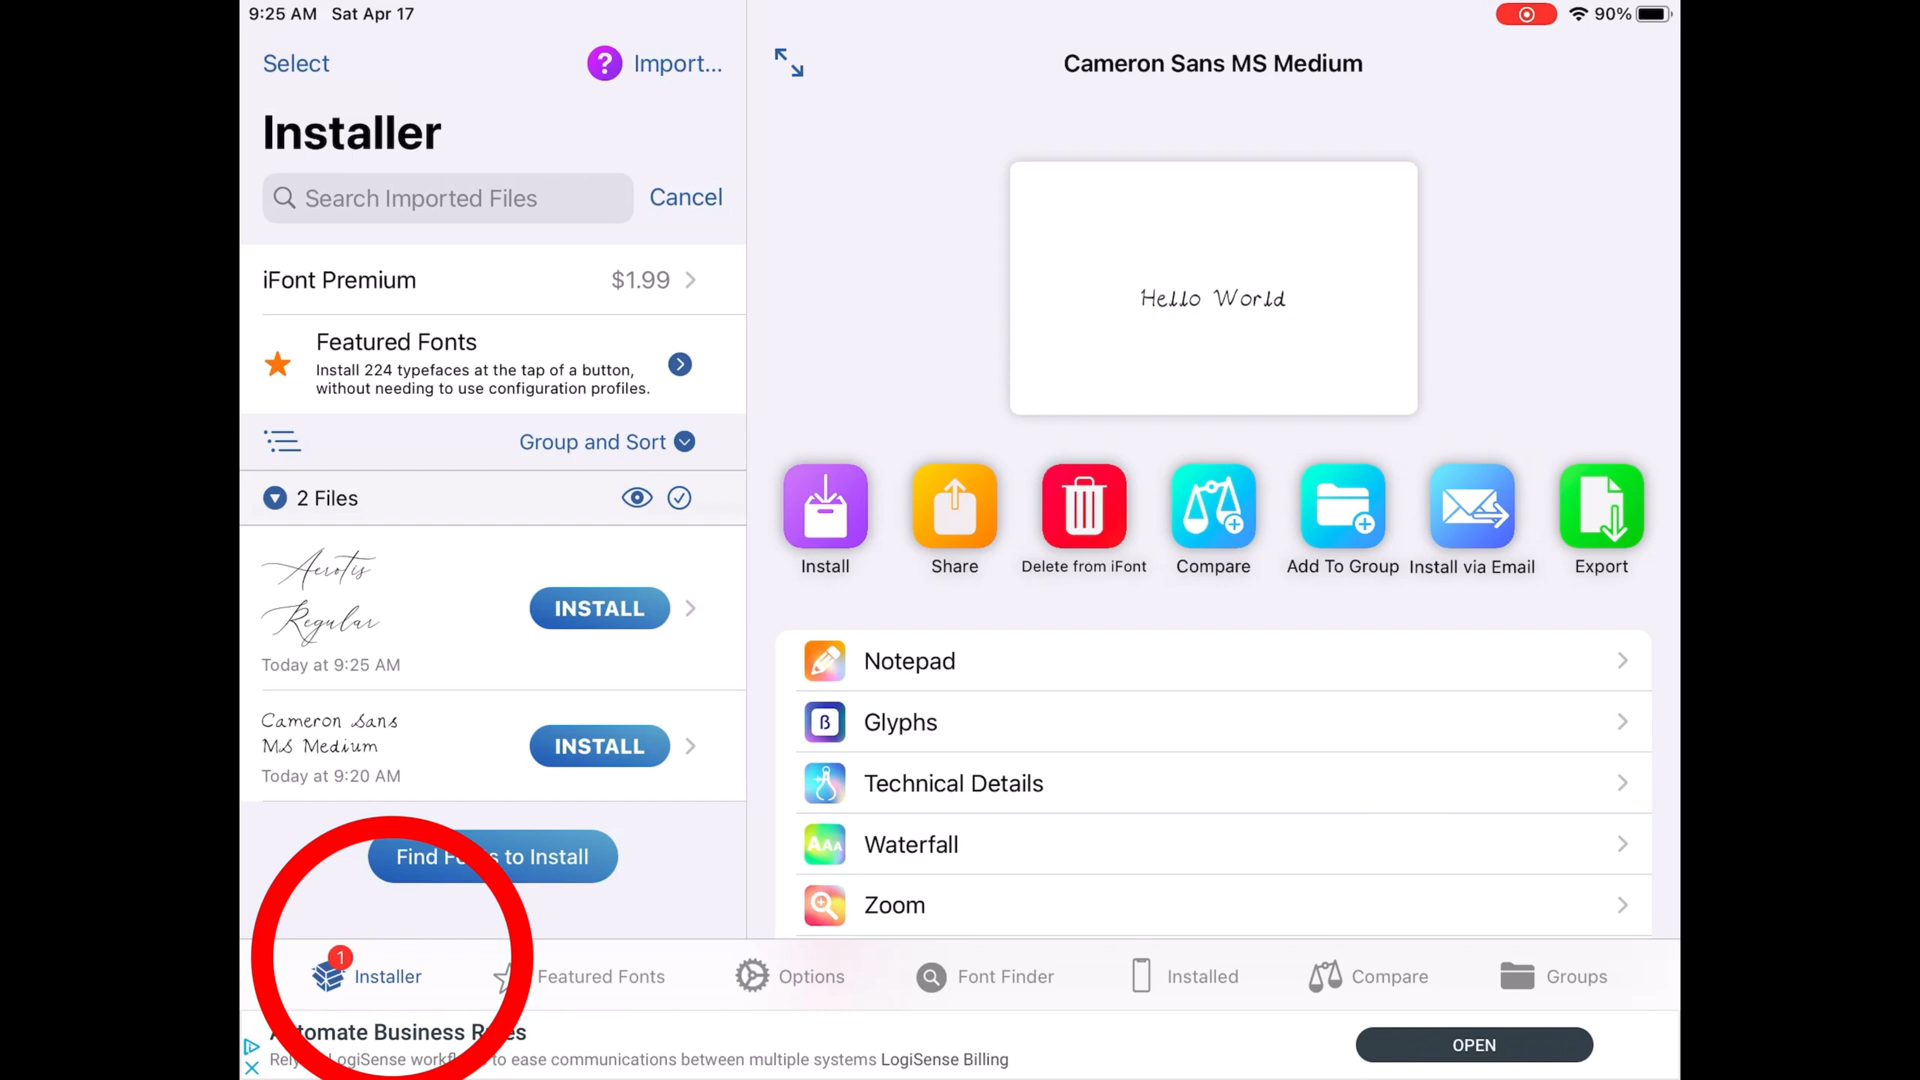 9:25 AM Sat Apr 17
90%
Select
? Import...
Installer
Search Imported Files
Cancel
iFont Premium $1.99
Featured Fonts
Install 224 typefaces at the tap of a button,
without needing to use configuration profiles.
Group and Sort
2 Files
Aerotis
Regular
INSTALL
Today at 9:25 AM
Cameron Sans
MS Medium
INSTALL
Today at 9:20 AM
Find to Install
Cameron Sans MS Medium
Hello World
Install
Share
Delete from iFont
Compare
Add To Group
Install via Email
Export
Notepad
ß
Glyphs
Technical Details
AAA
Waterfall
Zoom
1
Installer
Featured Fonts
Options
Font Finder
Installed
Compare
Groups
Business
LogiSense to ease communications between multiple systems LogiSense Billing
OPEN